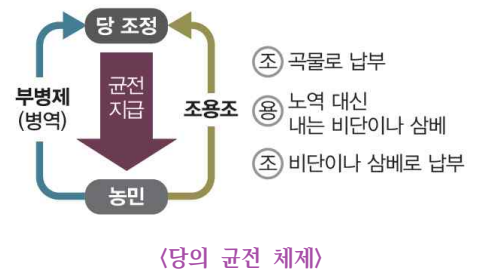 당 조정
균전
지급
부병제
(병역)
조용조
농민
조 곡물로 납부
용 노역 대신
내는 비단이나 삼베
조 비단이나 삼베로 납부
<당의 균전 체제>